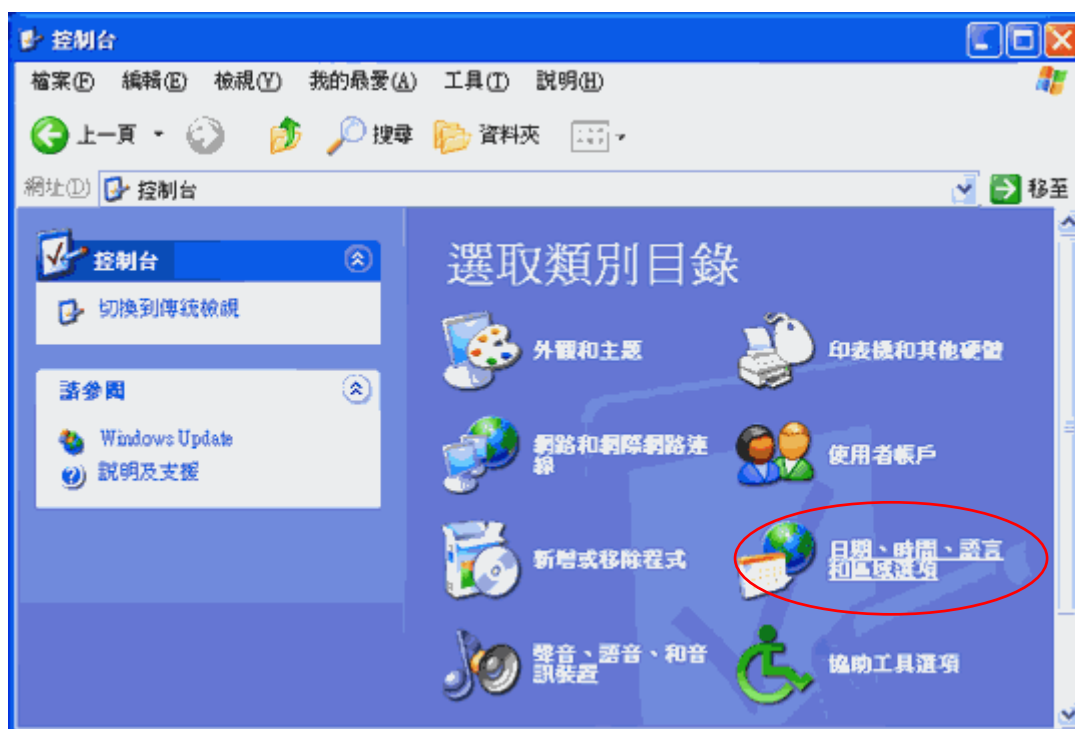 控制台
檔案(F) 編輯(E) 檢視(V) 我的最愛(A) 工具(T) 說明(H)
上一頁 搜尋 資料夾
網址(D) 控制台 移至
控制台
切換到傳統檢視
請參閱
Windows Update
說明及支援
選取類別目錄
外觀和主題 印表機和其他硬體
網路和網際網路連
線
使用者帳戶
新增或移除程式
日期、時間、語言
和區域選項
聲音、語音、和音
訊裝置
協助工具選項